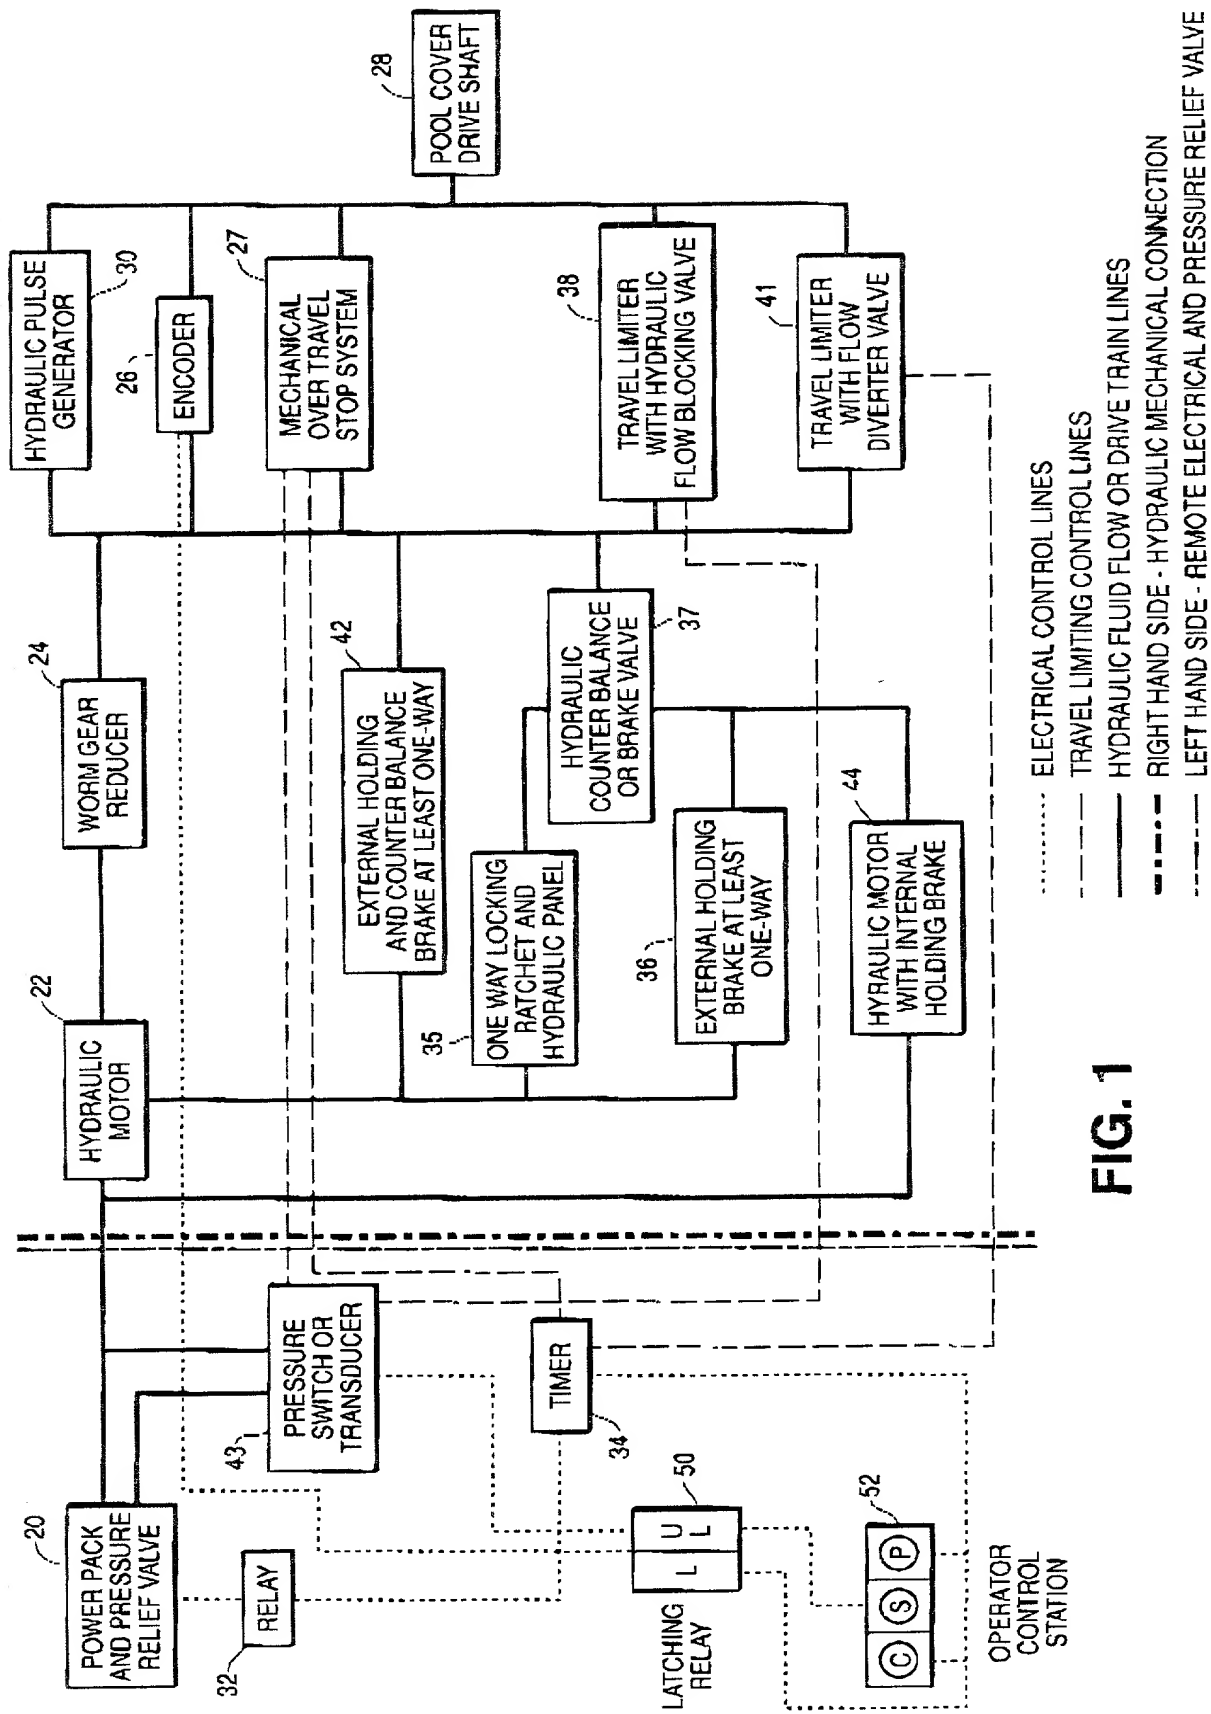 20
POWER PACK
AND PRESSURE
RELIEF VALVE
32
RELAY
43
PRESSURE
SWITCH OR
TRANSDUCER
TIMER
34
LATCHING
RELAY
L
U
L
50
52
C
S
P
OPERATOR
CONTROL
STATION
22
HYDRAULIC
MOTOR
24
WORM GEAR
REDUCER
42
EXTERNAL HOLDING
AND COUNTER BALANCE
BRAKE AT LEAST ONE-WAY
35
ONE WAY LOCKING
RATCHET AND
HYDRAULIC PANEL
HYDRAULIC
COUNTER BALANCE
OR BRAKE VALVE
37
36
EXTERNAL HOLDING
BRAKE AT LEAST
ONE-WAY
HYRAULIC MOTOR
WITH INTERNAL
HOLDING BRAKE
44
HYDRAULIC PULSE
GENERATOR
30
26
ENCODER
27
MECHANICAL
OVER TRAVEL
STOP SYSTEM
38
TRAVEL LIMITER
WITH HYDRAULIC
FLOW BLOCKING VALVE
41
TRAVEL LIMITER
WITH FLOW
DIVERTER VALVE
28
POOL COVER
DRIVE SHAFT
ELECTRICAL CONTROL LINES
TRAVEL LIMITING CONTROL LINES
HYDRAULIC FLUID FLOW OR DRIVE TRAIN LINES
RIGHT HAND SIDE - HYDRAULIC MECHANICAL CONNECTION
LEFT HAND SIDE - REMOTE ELECTRICAL AND PRESSURE RELIEF VALVE
FIG. 1